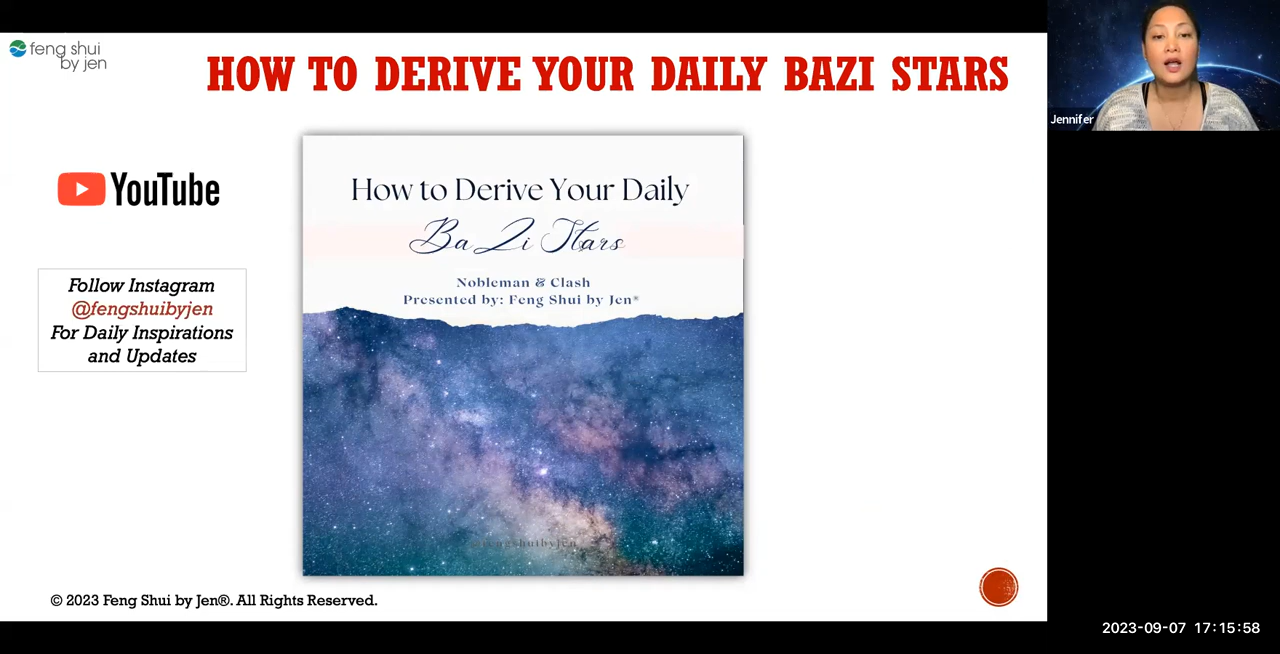 feng shui
by jen
HOW TO DERIVE YOUR DAILY BAZI STARS
Jennifer
YouTube
How to Derive Your Daily
BaZi Stars
Nobleman & Clash
Presented by: Feng Shui by Jen®
Follow Instagram
@fengshuibyjen
For Daily Inspirations
and Updates
@fengshuibyjen
© 2023 Feng Shui by Jen®. All Rights Reserved.
2023-09-07 17:15:58